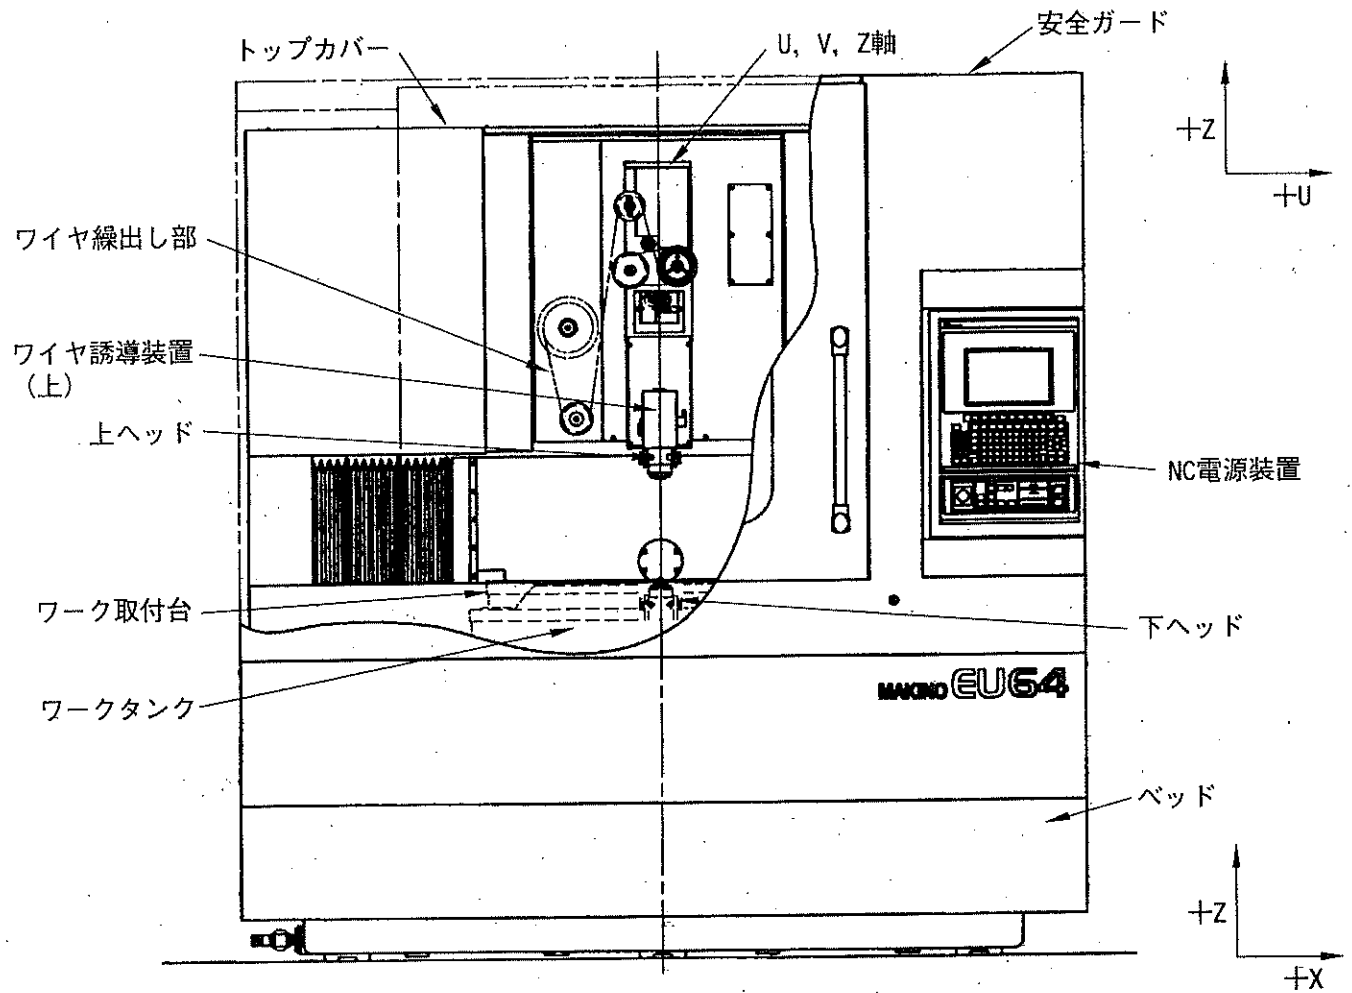 安全ガード
トップカバー
U, V, Z軸
+Z
+U
ワイヤ繰出し部
ワイヤ誘導装置
(上)
上ヘッド
NC電源装置
ワーク取付台
下ヘッド
MAKINO EU64
ワークタンク
ベッド
+Z
+X